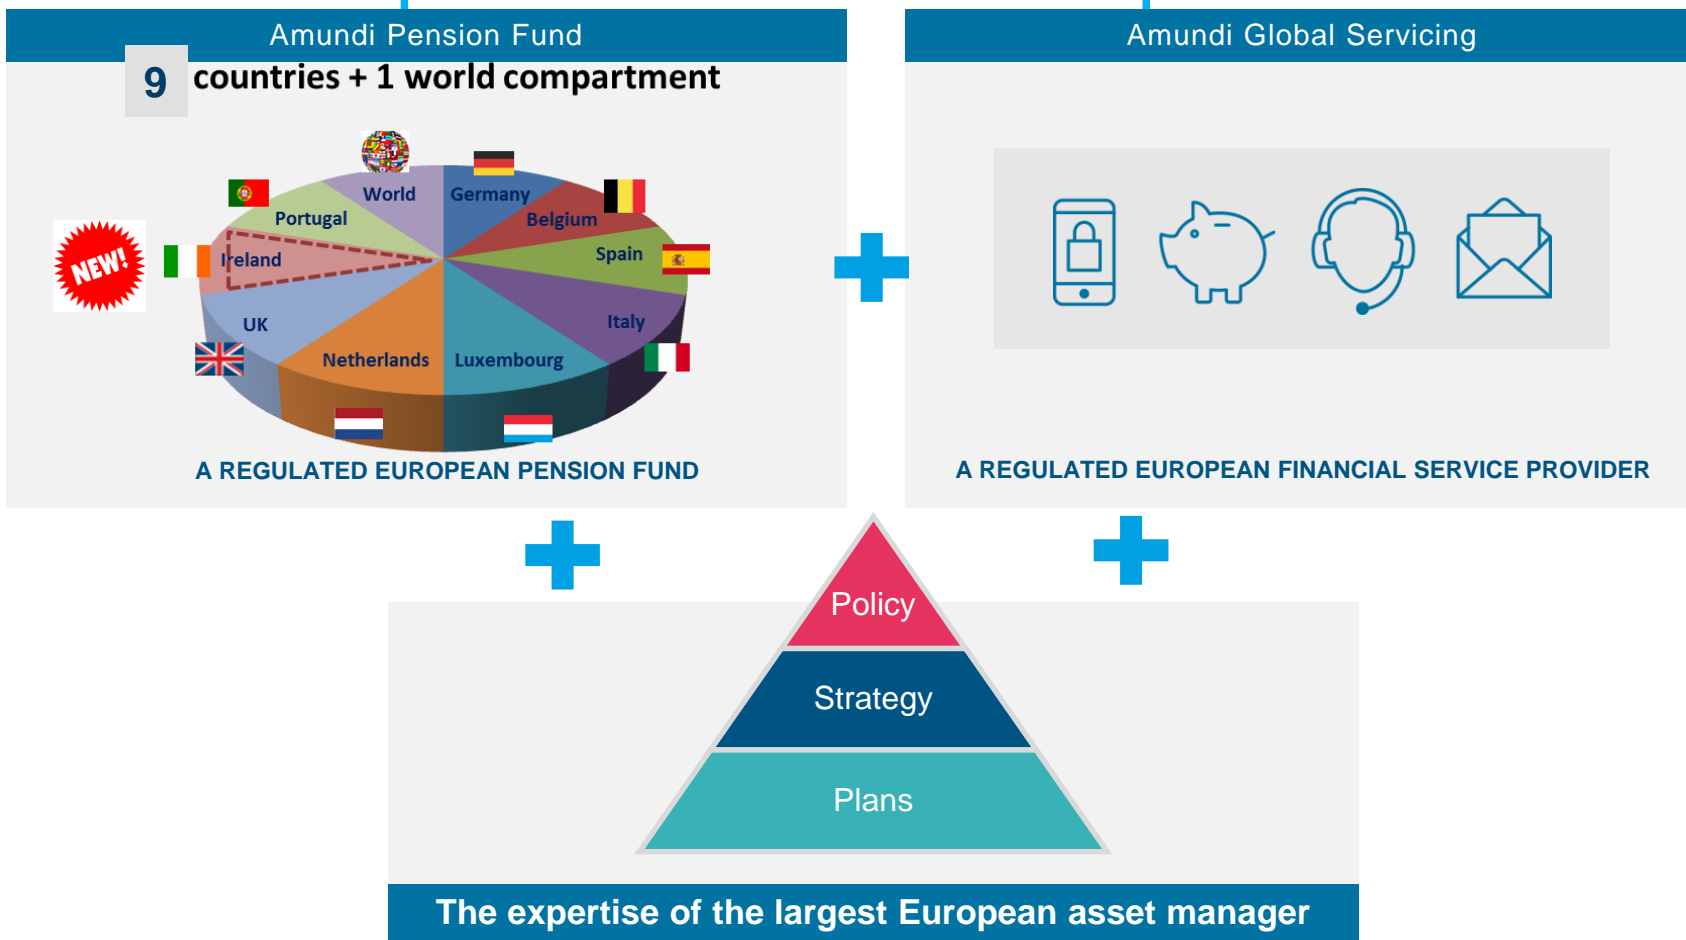 Amundi Pension Fund
9 countries + 1 world compartment
World
Germany
Portugal
Belgium
NEW!
Ireland
Spain
UK
Italy
Netherlands
Luxembourg
A REGULATED EUROPEAN PENSION FUND
Amundi Global Servicing
A REGULATED EUROPEAN FINANCIAL SERVICE PROVIDER
Policy
Strategy
Plans
The expertise of the largest European asset manager